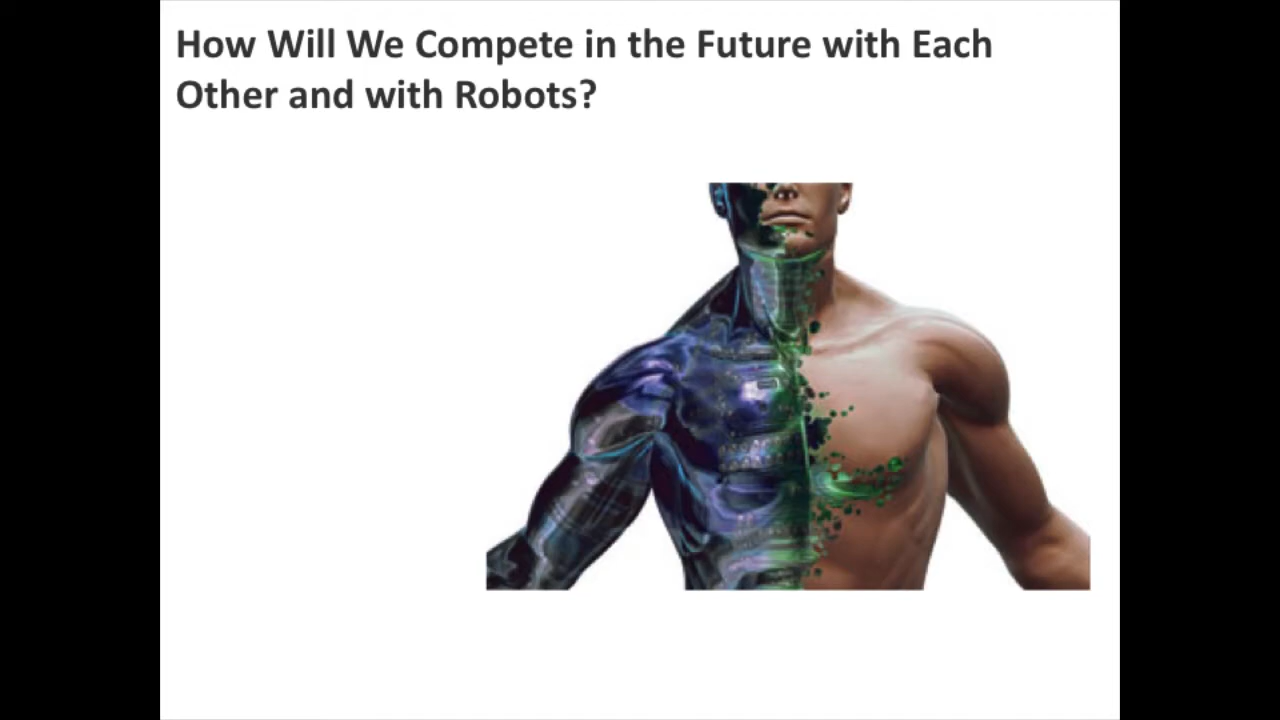 How Will We Compete in the Future with Each
Other and with Robots?